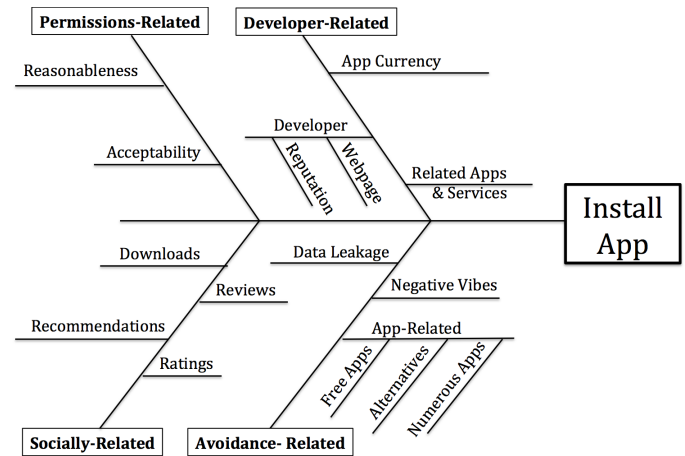 Permissions-Related
Developer-Related
Reasonableness
App Currency
Developer
Acceptability
Reputation
Webpage
Related Apps
& Services
Install
App
Downloads
Data Leakage
Reviews
Negative Vibes
Recommendations
App-Related
Ratings
Free Apps
Alternatives
Numerous Apps
Socially-Related
Avoidance- Related